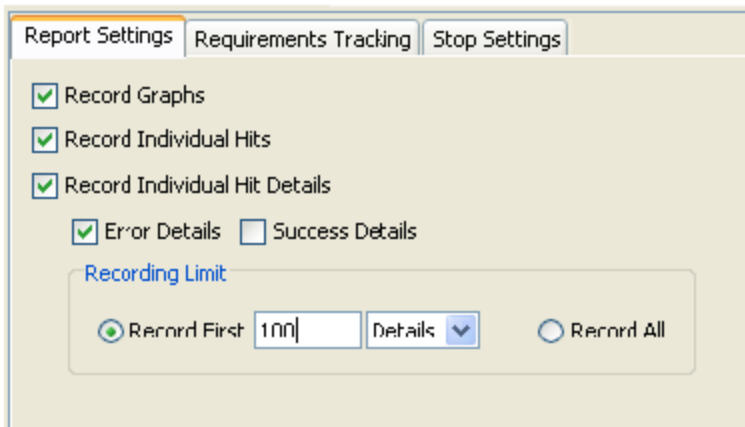 Report Settings Requirements Tracking Stop Settings
Record Graphs
Record Individual Hits
Record Individual Hit Details
Error Details Success Details
Recording Limit
Record First 100 Details Record All